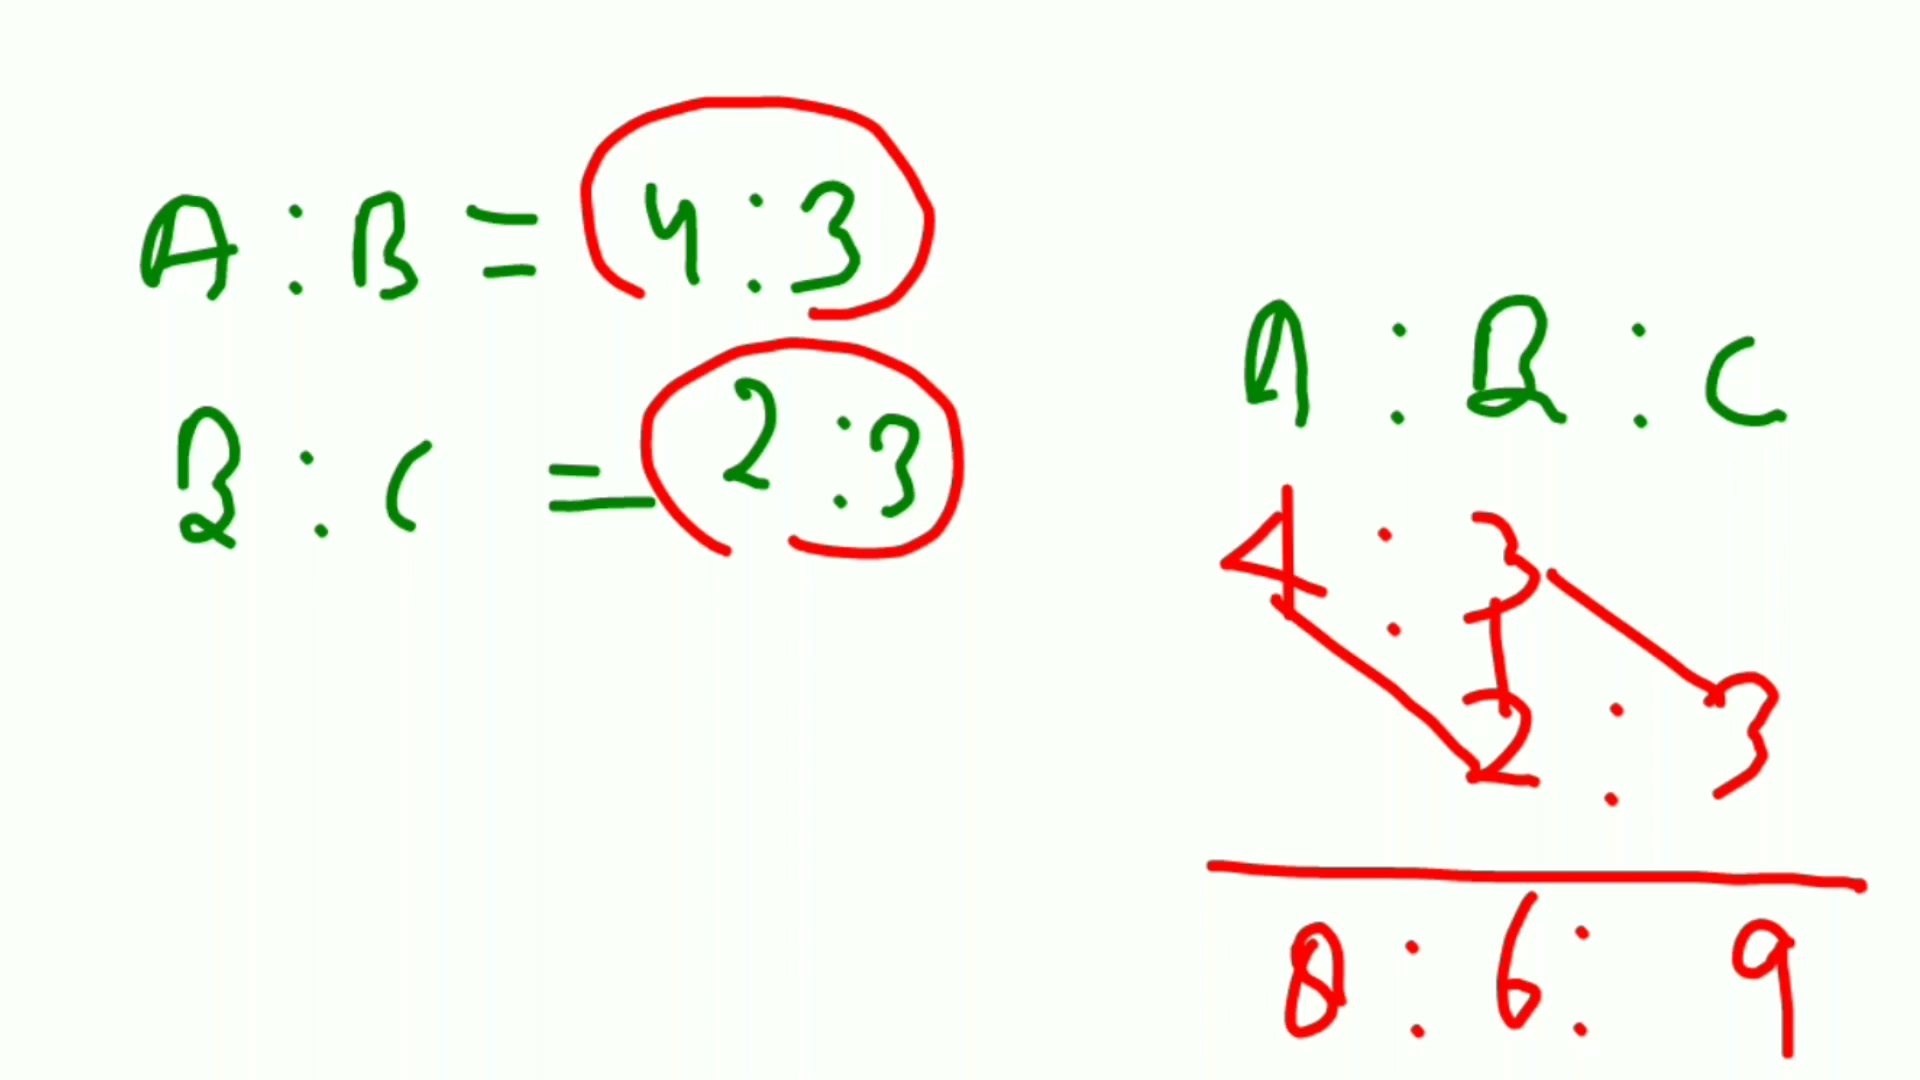 A : B = 4 : 3
B : C = 2 : 3
A : B : C
4 : 3
2 : 3
8 : 6 : 9